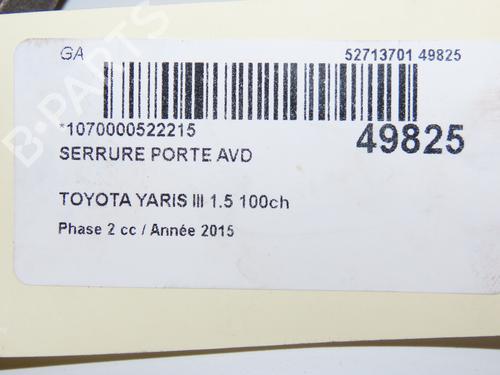 GA
52713701 49825
*1070000522215
49825
SERRURE PORTE AVD
TOYOTA YARIS III 1.5 100ch
Phase 2 cc / Année 2015
B-PARTS